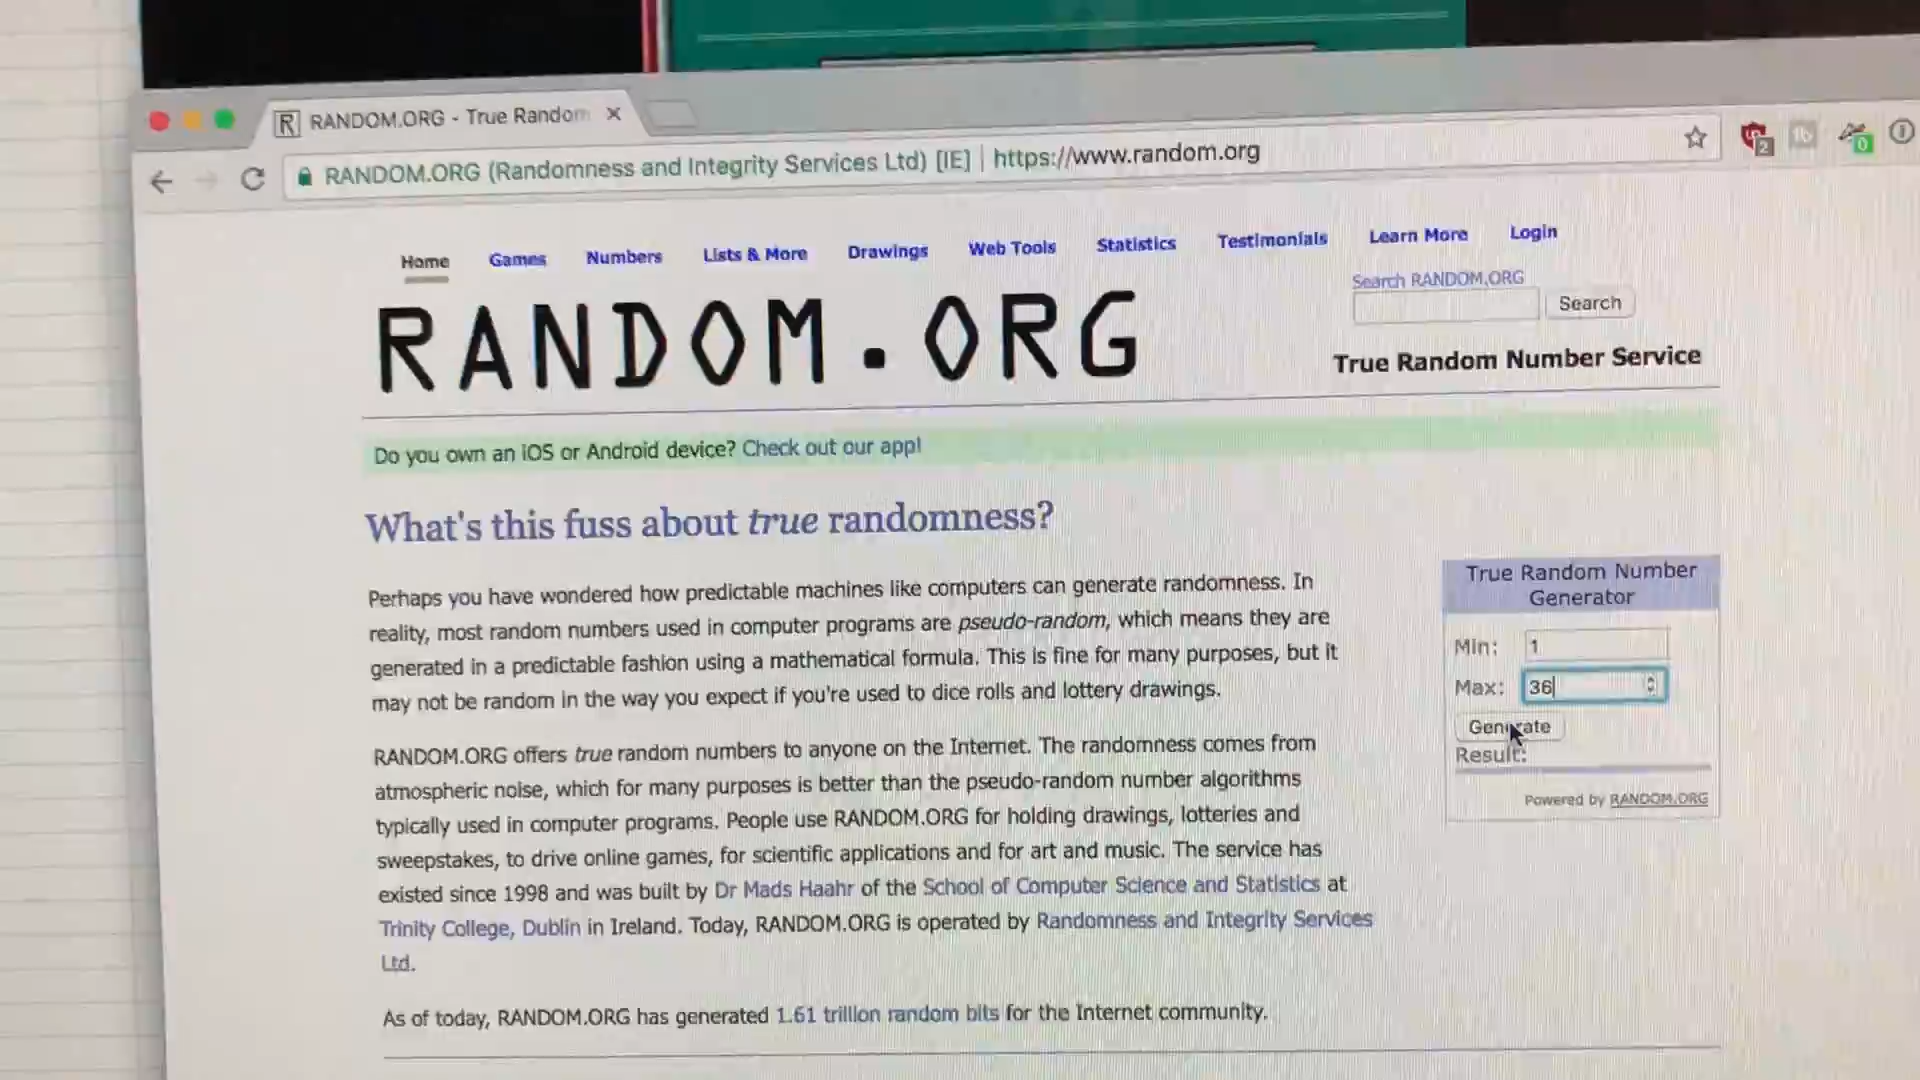 RANDOM.ORG - True Random
RANDOM.ORG (Randomness and Integrity Services Ltd) [IE] | https://www.random.org
2
0
Home Games Numbers Lists & More Drawings Web Tools Statistics Testimonials Learn More Login
Search RANDOM.ORG
Search
RANDOM.ORG
True Random Number Service
Do you own an iOS or Android device? Check out our app!
What's this fuss about true randomness?
Perhaps you have wondered how predictable machines like computers can generate randomness. In
reality, most random numbers used in computer programs are pseudo-random, which means they are
generated in a predictable fashion using a mathematical formula. This is fine for many purposes, but it
may not be random in the way you expect if you're used to dice rolls and lottery drawings.
RANDOM.ORG offers true random numbers to anyone on the Internet. The randomness comes from
atmospheric noise, which for many purposes is better than the pseudo-random number algorithms
typically used in computer programs. People use RANDOM.ORG for holding drawings, lotteries and
sweepstakes, to drive online games, for scientific applications and for art and music. The service has
existed since 1998 and was built by Dr Mads Haahr of the School of Computer Science and Statistics at
Trinity College, Dublin in Ireland. Today, RANDOM.ORG is operated by Randomness and Integrity Services
Ltd.
As of today, RANDOM.ORG has generated 1.61 trillion random bits for the Internet community.
True Random Number
Generator
Min: 1
Max: 36
Generate
Result:
Powered by RANDOM.ORG